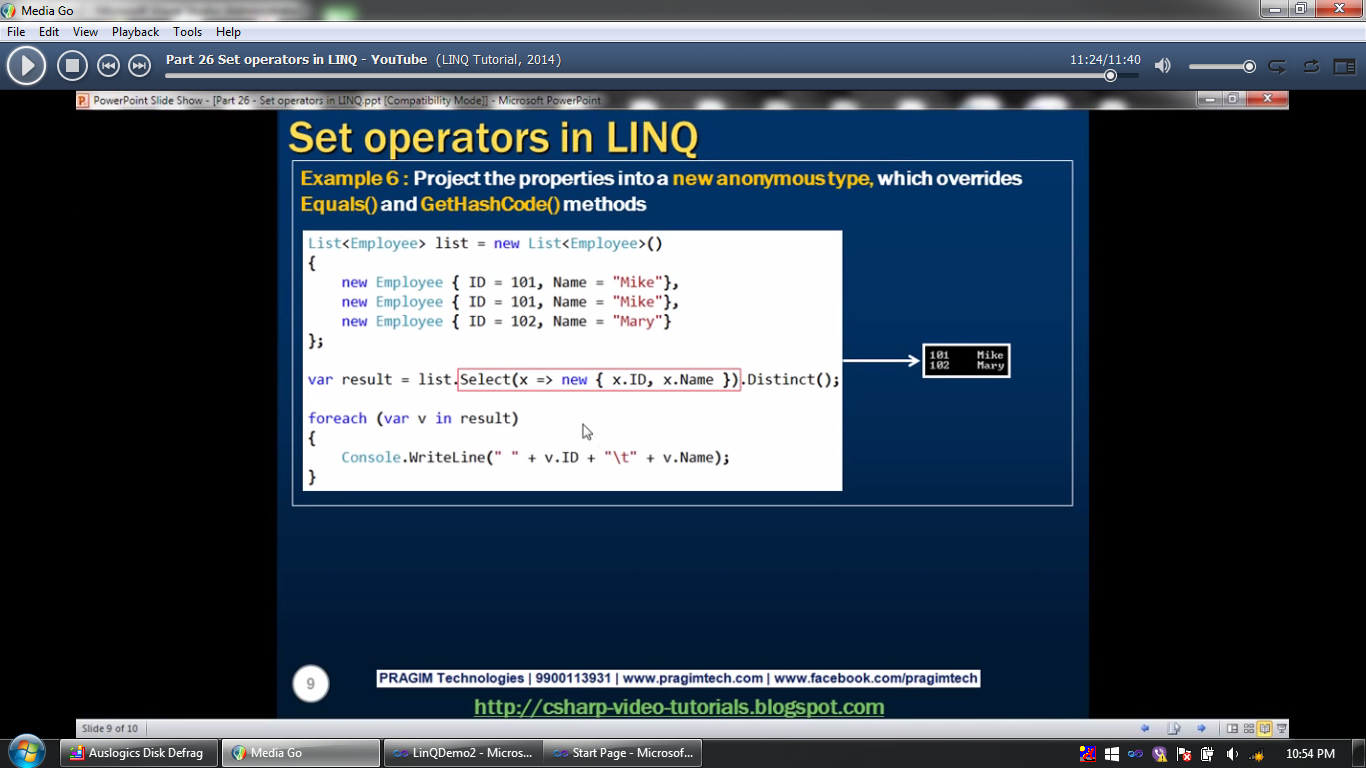 Media Go
File Edit View Playback Tools Help
Part 26 Set operators in LINQ - YouTube (LINQ Tutorial, 2014)
11:24/11:40
PowerPoint Slide Show - [Part 26 - Set operators in LINQ.ppt [Compatibility Mode]] - Microsoft PowerPoint
Set operators in LINQ
Example 6 : Project the properties into a new anonymous type, which overrides
Equals() and GetHashCode() methods
List<Employee> list = new List<Employee>()
{
new Employee { ID = 101, Name = "Mike"},
new Employee { ID = 101, Name = "Mike"},
new Employee { ID = 102, Name = "Mary"}
};
var result = list.Select(x => new { x.ID, x.Name }).Distinct();
foreach (var v in result)
{
Console.WriteLine(" " + v.ID + "\t" + v.Name);
}
101 Mike
102 Mary
9
PRAGIM Technologies | 9900113931 | www.pragimtech.com | www.facebook.com/pragimtech
http://csharp-video-tutorials.blogspot.com
Slide 9 of 10
Auslogics Disk Defrag
Media Go
LinQDemo2 - Micros...
Start Page - Microsof...
10:54 PM